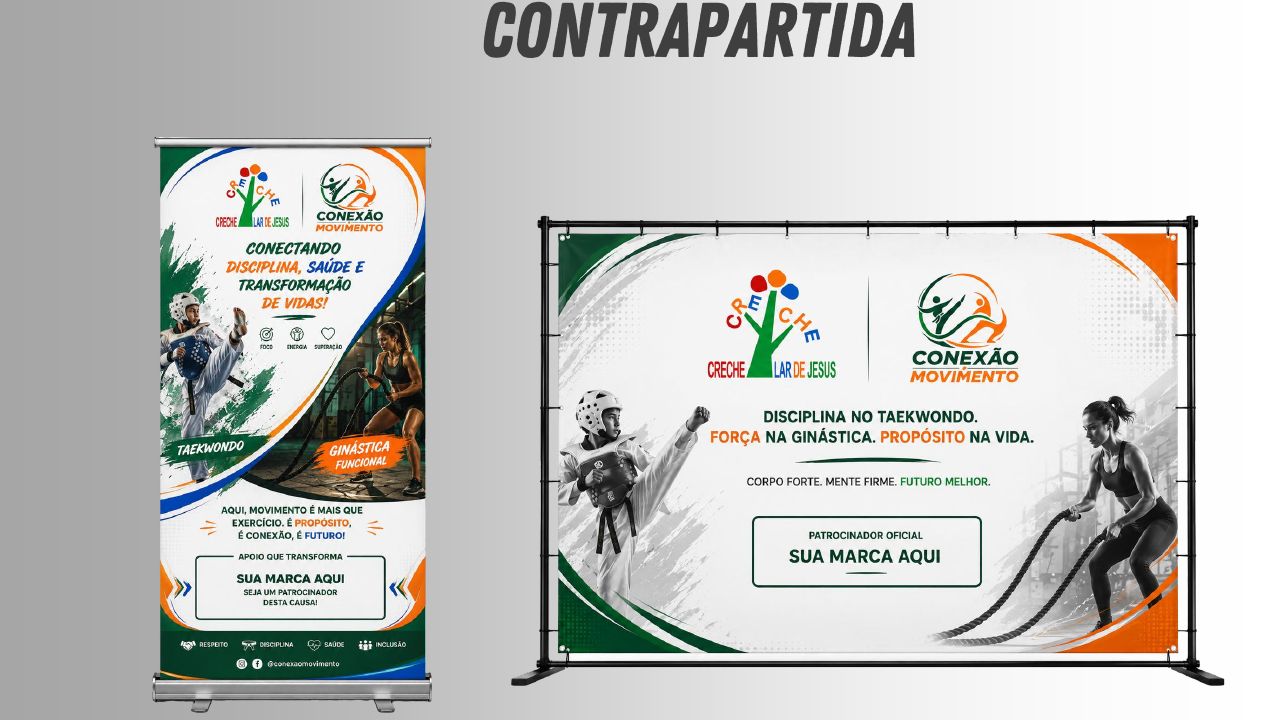 CONTRAPARTIDA
CRECHE
CRECHE LAR DE JESUS
CONEXÃO
MOVIMENTO
CONECTANDO
DISCIPLINA, SAÚDE E
TRANSFORMAÇÃO
DE VIDAS!
FOCO ENERGIA SUPERAÇÃO
TAEKWONDO
GINÁSTICA
FUNCIONAL
AQUI, MOVIMENTO É MAIS QUE
EXERCÍCIO. É PROPÓSITO,
É CONEXÃO, É FUTURO!
APOIO QUE TRANSFORMA
SUA MARCA AQUI
SEJA UM PATROCINADOR
DESTA CAUSA!
RESPEITO DISCIPLINA SAÚDE INCLUSÃO
@conexaomovimento
CRECHE
CRECHE LAR DE JESUS
CONEXÃO
MOVIMENTO
DISCIPLINA NO TAEKWONDO.
FORÇA NA GINÁSTICA. PROPÓSITO NA VIDA.
CORPO FORTE. MENTE FIRME. FUTURO MELHOR.
PATROCINADOR OFICIAL
SUA MARCA AQUI